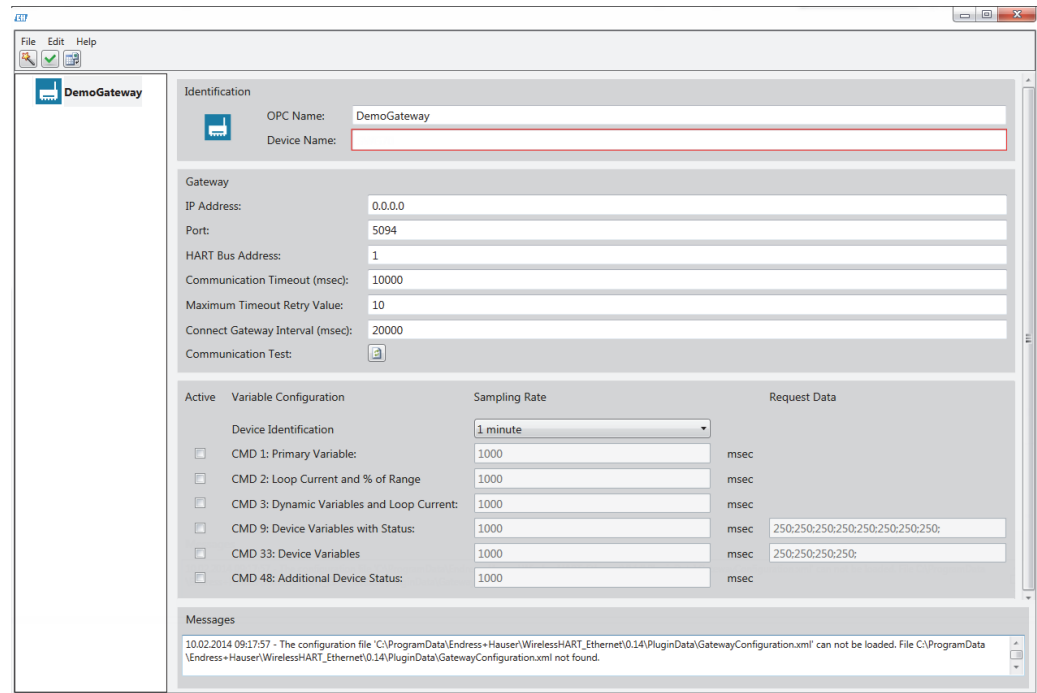 EH
File Edit Help
DemoGateway
Identification
OPC Name: DemoGateway
Device Name:
Gateway
IP Address: 0.0.0.0
Port: 5094
HART Bus Address: 1
Communication Timeout (msec): 10000
Maximum Timeout Retry Value: 10
Connect Gateway Interval (msec): 20000
Communication Test:
Active Variable Configuration Sampling Rate Request Data
Device Identification 1 minute
CMD 1: Primary Variable: 1000 msec
CMD 2: Loop Current and % of Range 1000 msec
CMD 3: Dynamic Variables and Loop Current: 1000 msec
CMD 9: Device Variables with Status: 1000 msec 250;250;250;250;250;250;250;250;
CMD 33: Device Variables 1000 msec 250;250;250;250;
CMD 48: Additional Device Status: 1000 msec
Messages
10.02.2014 09:17:57 - The configuration file 'C:\ProgramData\Endress+Hauser\WirelessHART_Ethernet\0.14\PluginData\GatewayConfiguration.xml' can not be loaded. File C:\ProgramData
\Endress+Hauser\WirelessHART_Ethernet\0.14\PluginData\GatewayConfiguration.xml not found.